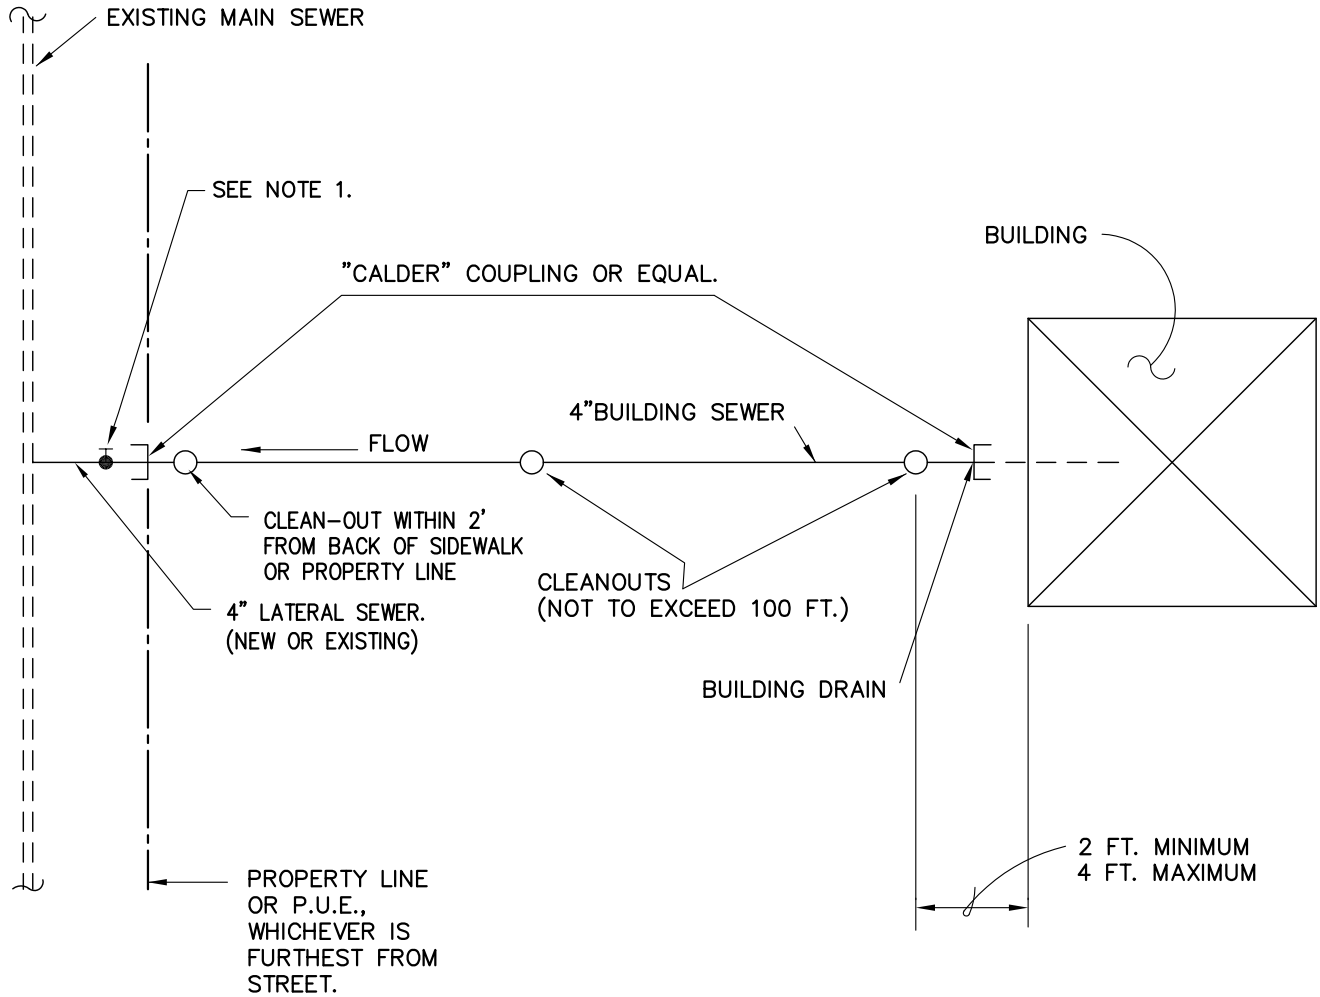 EXISTING MAIN SEWER
SEE NOTE 1.
BUILDING
"CALDER" COUPLING OR EQUAL.
4"BUILDING SEWER
FLOW
CLEAN-OUT WITHIN 2'
FROM BACK OF SIDEWALK
OR PROPERTY LINE
CLEANOUTS
(NOT TO EXCEED 100 FT.)
4" LATERAL SEWER.
(NEW OR EXISTING)
BUILDING DRAIN
2 FT. MINIMUM
4 FT. MAXIMUM
PROPERTY LINE
OR P.U.E.,
WHICHEVER IS
FURTHEST FROM
STREET.